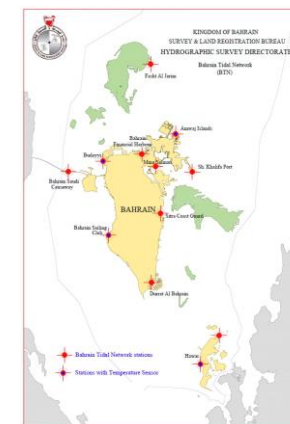 KINGDOM OF BAHRAIN
SURVEY & LAND REGISTRATION BUREAU
HYDROGRAPHIC SURVEY DIRECTORATE
Bahrain Tidal Network
(BTN)
Fasht Al Jarim
Amwaj Islands
Bahrain
Financial Harbour
Mina Salman
Budaiya
Sh. Khalifa Port
Bahrain Saudi
Causeway
BAHRAIN
Sitra Coast Guard
Bahrain Sailing
Club
Durrat Al Bahrain
Hawar
Bahrain Tidal Network stations
Stations with Temperature Sensor